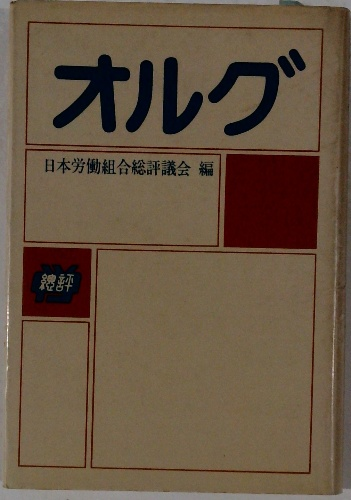 オルグ
日本労働組合総評議会 編
總評